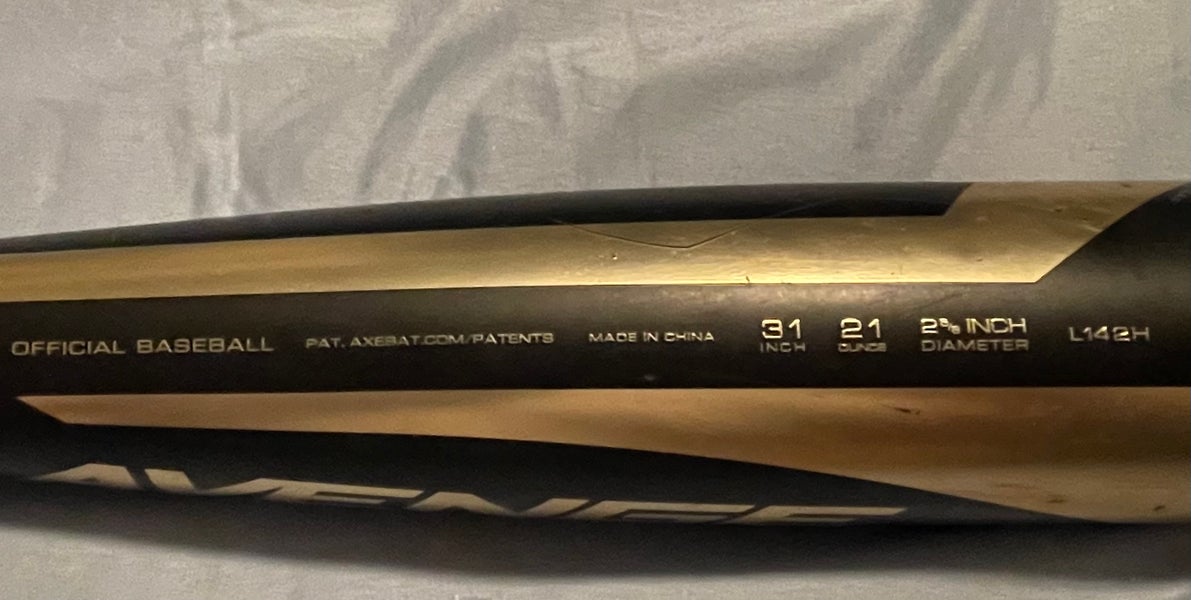 OFFICIAL BASEBALL PAT. AXEBAT.COM/PATENTS MADE IN CHINA
31
INCH
21
OUNCE
2⅝ INCH
DIAMETER
L142H
AVENGE